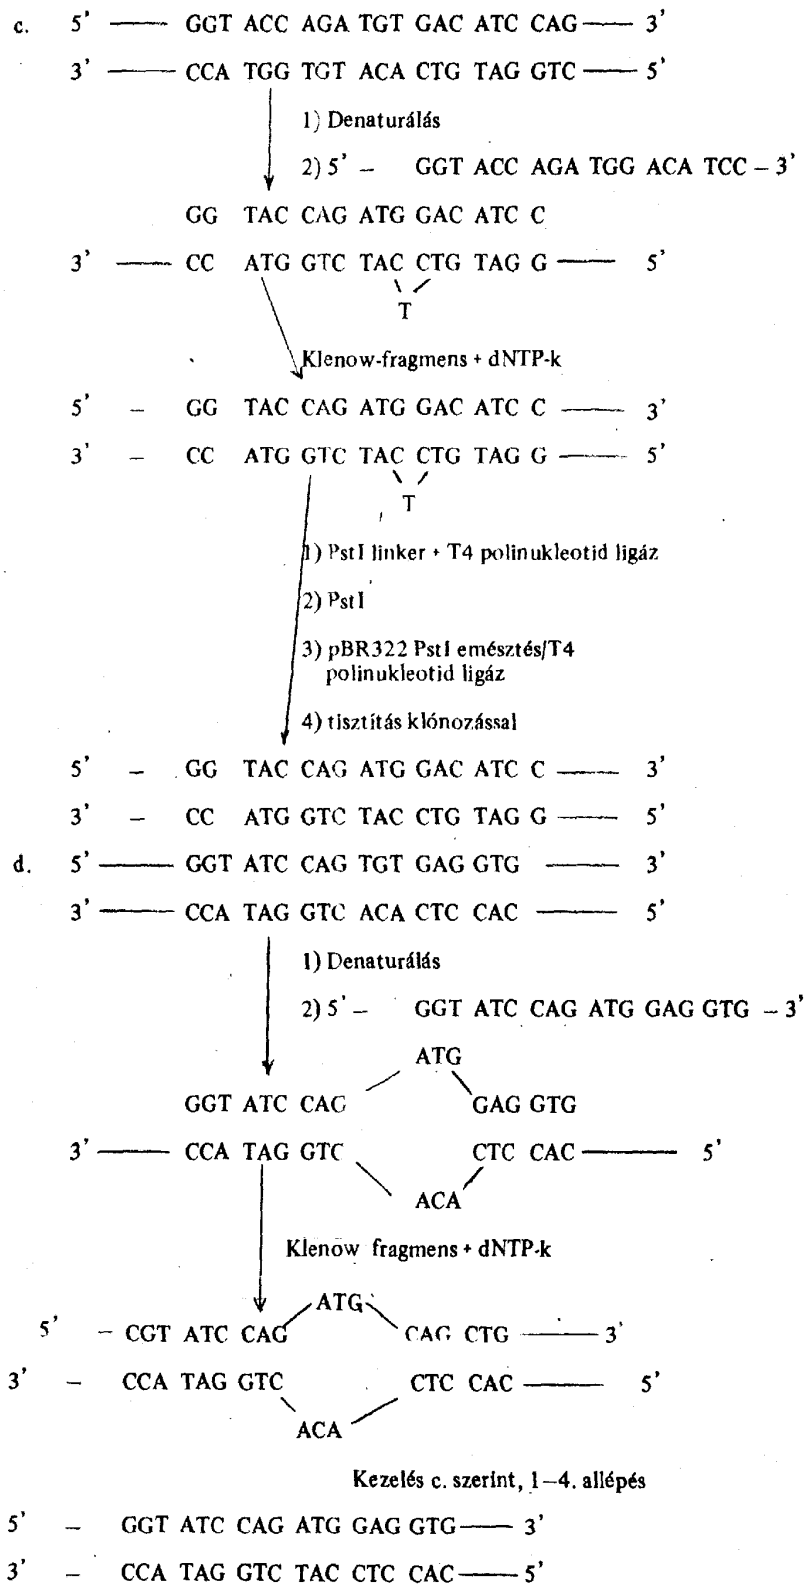 c. 5' — GGT ACC AGA TGT GAC ATC CAG — 3'
3' — CCA TGG TGT ACA CTG TAG GTC — 5'
1) Denaturálás
2) 5' – GGT ACC AGA TGG ACA TCC – 3'
GG TAC CAG ATG GAC ATC C
3' — CC ATG GTC TAC CTG TAG G — 5'
T
Klenow-fragmens + dNTP-k
5' – GG TAC CAG ATG GAC ATC C — 3'
3' – CC ATG GTC TAC CTG TAG G — 5'
T
1) PstI linker + T4 polinukleotid ligáz
2) PstI
3) pBR322 PstI emésztés/T4
polinukleotid ligáz
4) tisztítás klónozással
5' – GG TAC CAG ATG GAC ATC C — 3'
3' – CC ATG GTC TAC CTG TAG G — 5'
d. 5' — GGT ATC CAG TGT GAG GTG — 3'
3' — CCA TAG GTC ACA CTC CAC — 5'
1) Denaturálás
2) 5' – GGT ATC CAG ATG GAG GTG – 3'
ATG
GGT ATC CAG GAG GTG
3' — CCA TAG GTC CTC CAC — 5'
ACA
Klenow fragmens + dNTP-k
ATG
5' – CGT ATC CAG CAG CTG — 3'
3' – CCA TAG GTC CTC CAC — 5'
ACA
Kezelés c. szerint, 1–4. allépés
5' – GGT ATC CAG ATG GAG GTG — 3'
3' – CCA TAG GTC TAC CTC CAC — 5'